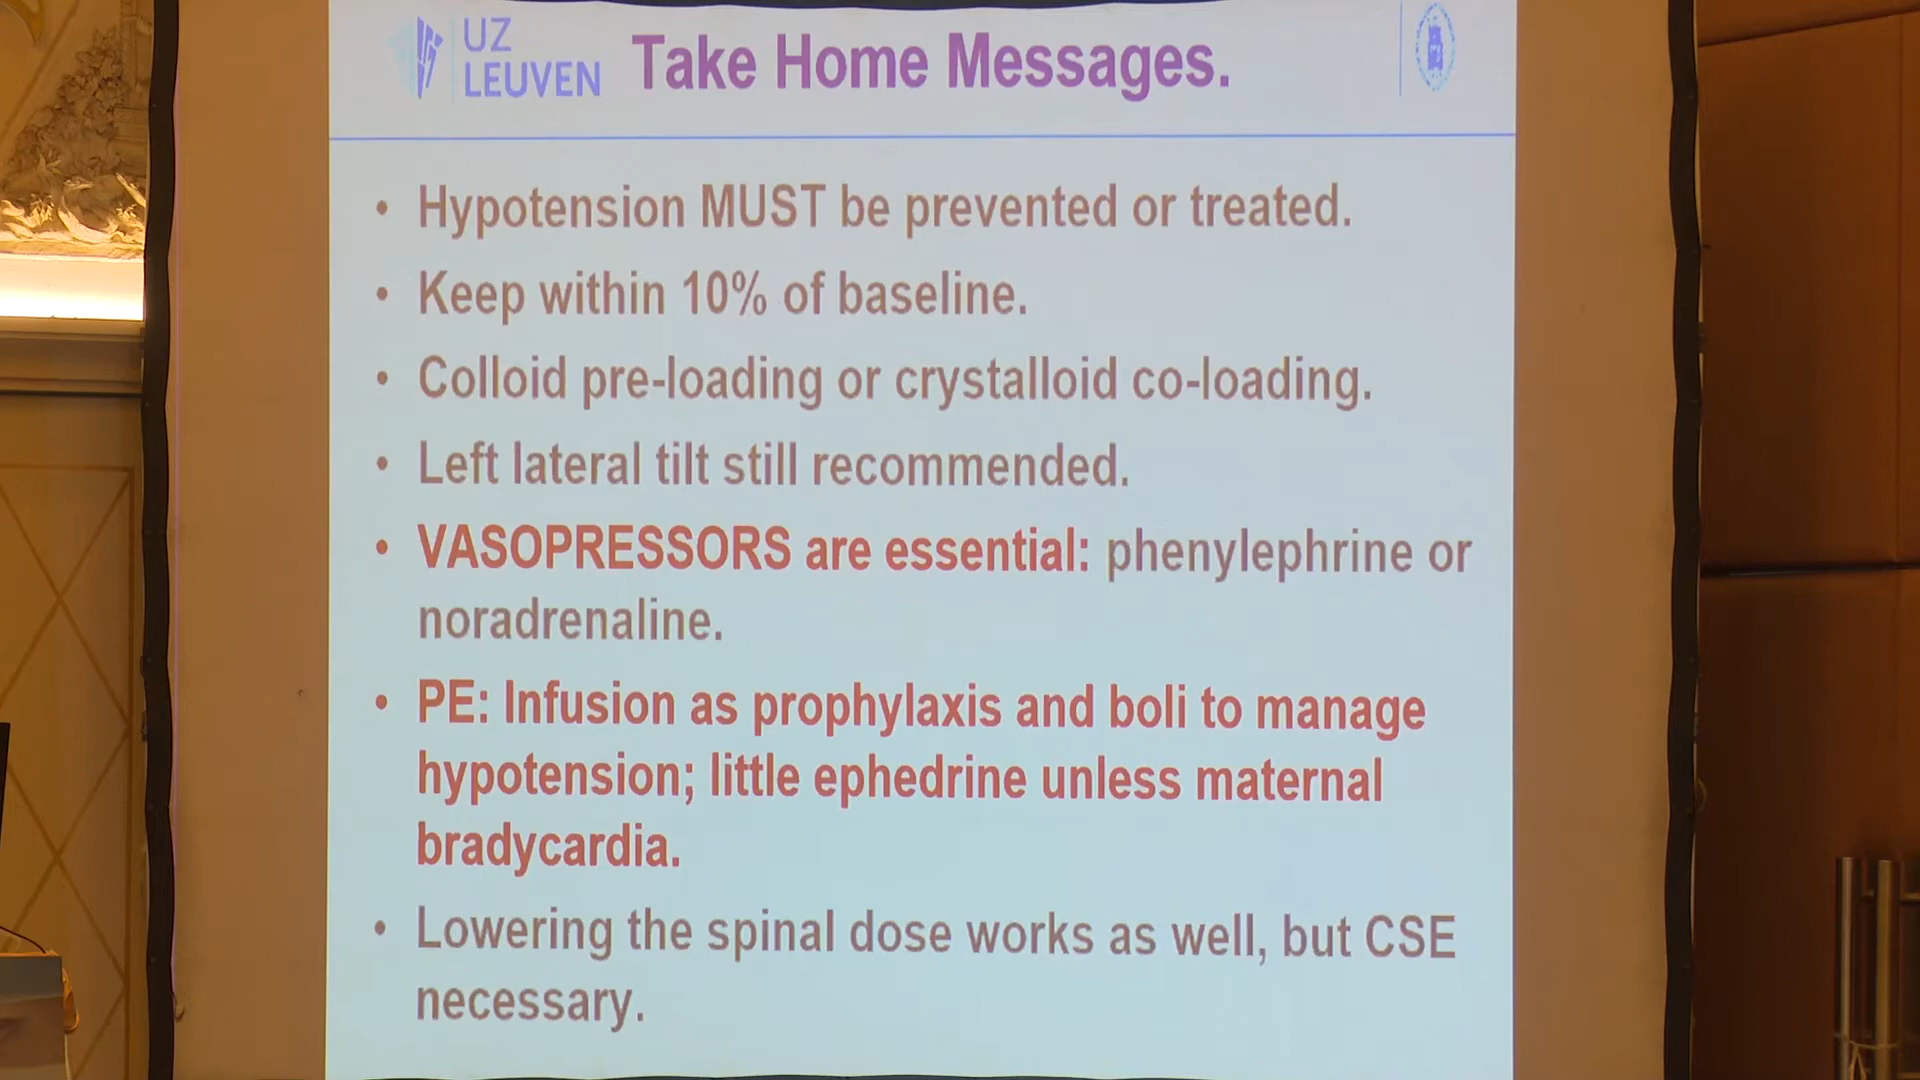 UZ
LEUVEN
Take Home Messages.
• Hypotension MUST be prevented or treated.
• Keep within 10% of baseline.
• Colloid pre-loading or crystalloid co-loading.
• Left lateral tilt still recommended.
• VASOPRESSORS are essential: phenylephrine or
noradrenaline.
• PE: Infusion as prophylaxis and boli to manage
hypotension; little ephedrine unless maternal
bradycardia.
• Lowering the spinal dose works as well, but CSE
necessary.